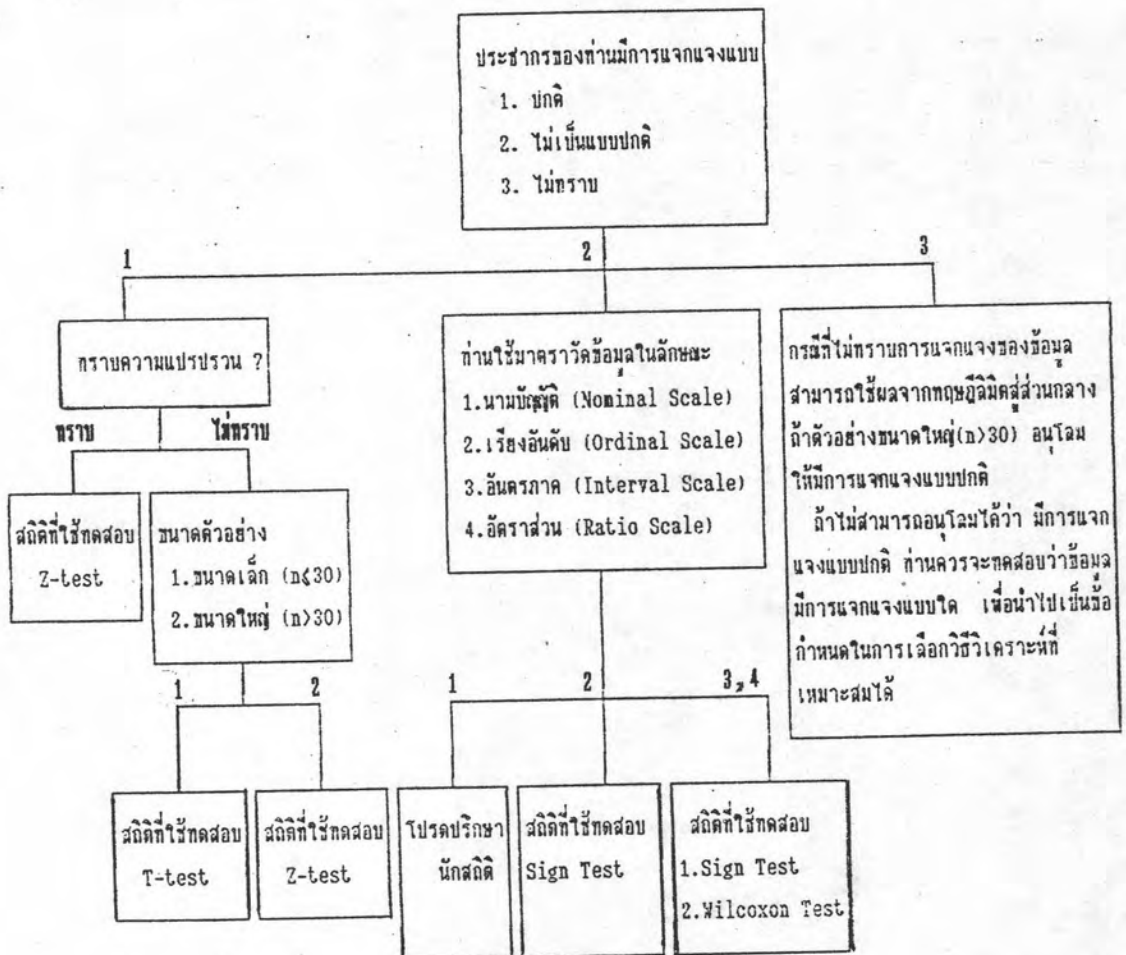 ประชากรของท่านมีการแจกแจงแบบ
1. ปกติ
2. ไม่เป็นแบบปกติ
3. ไม่ทราบ
1
2
3
ทราบความแปรปรวน ?
ทราบ
ไม่ทราบ
สถิติที่ใช้ทดสอบ
Z-test
ขนาดตัวอย่าง
1.ขนาดเล็ก (n≤30)
2.ขนาดใหญ่ (n>30)
1
2
สถิติที่ใช้ทดสอบ
T-test
สถิติที่ใช้ทดสอบ
Z-test
ท่านใช้มาตราวัดข้อมูลในลักษณะ
1.นามบัญญัติ (Nominal Scale)
2.เรียงอันดับ (Ordinal Scale)
3.อันตรภาค (Interval Scale)
4.อัตราส่วน (Ratio Scale)
1
2
3,4
โปรดปรึกษา
นักสถิติ
สถิติที่ใช้ทดสอบ
Sign Test
สถิติที่ใช้ทดสอบ
1.Sign Test
2.Wilcoxon Test
กรณีที่ไม่ทราบการแจกแจงของข้อมูล
สามารถใช้ผลจากทฤษฎีลิมิตสู่ส่วนกลาง
ถ้าตัวอย่างขนาดใหญ่(n>30) อนุโลม
ให้มีการแจกแจงแบบปกติ
ถ้าไม่สามารถอนุโลมได้ว่า มีการแจก
แจงแบบปกติ ท่านควรจะทดสอบว่าข้อมูล
มีการแจกแจงแบบใด เพื่อนำไปเป็นข้อ
กำหนดในการเลือกวิธีวิเคราะห์ที่
เหมาะสมได้